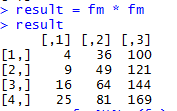 > result = fm * fm
> result
     [,1] [,2] [,3]
[1,]    4   36  100
[2,]    9   49  121
[3,]   16   64  144
[4,]   25   81  169